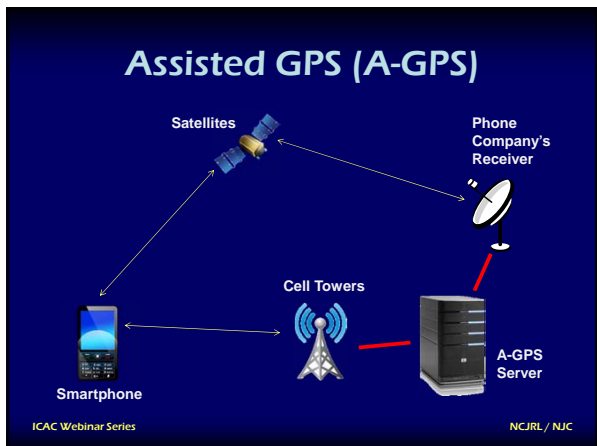 Assisted GPS (A-GPS)
Satellites
Phone
Company's
Receiver
Cell Towers
Smartphone
A-GPS
Server
ICAC Webinar Series
NCJRL / NJC